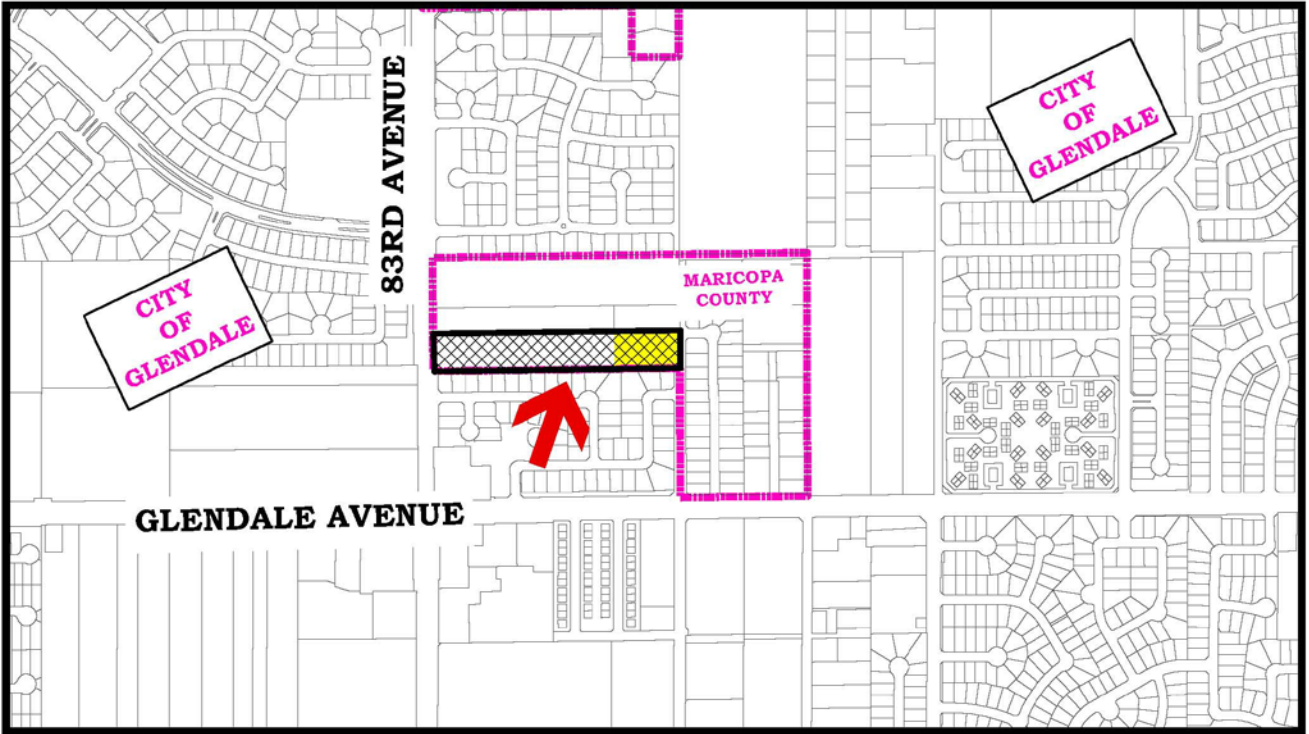 83RD AVENUE
CITY
OF
GLENDALE
CITY
OF
GLENDALE
MARICOPA
COUNTY
GLENDALE AVENUE